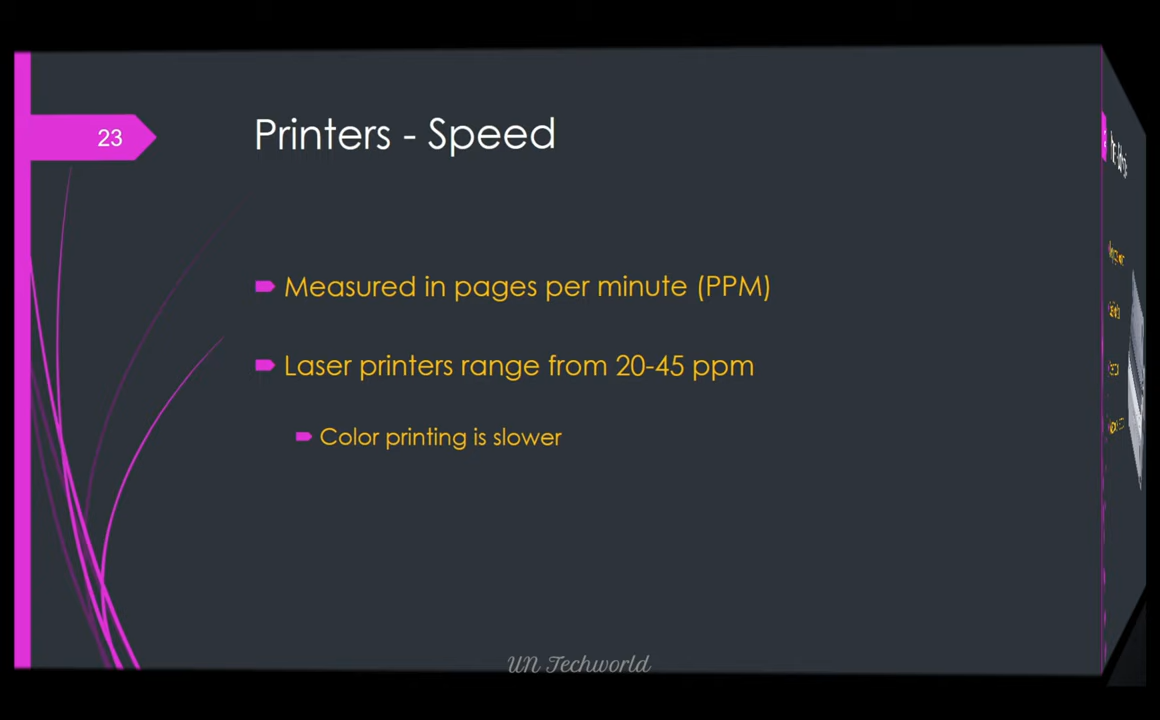 23
Printers - Speed
Measured in pages per minute (PPM)
Laser printers range from 20-45 ppm
Color printing is slower
UN Techworld